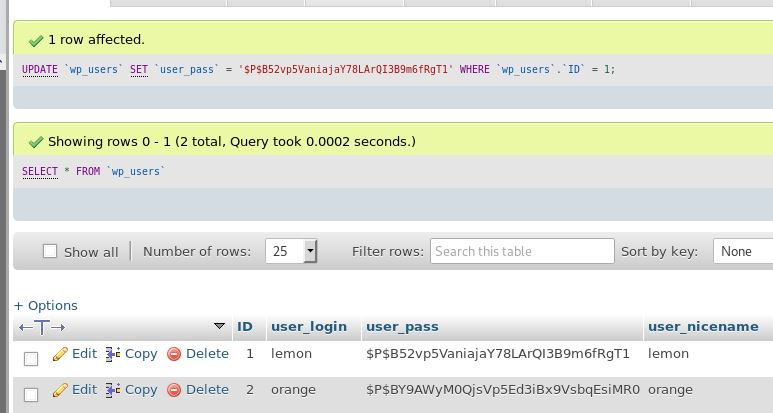 1 row affected.
UPDATE `wp_users` SET `user_pass` = '$P$B52vp5VaniajaY78LArQI3B9m6fRgT1' WHERE `wp_users`.`ID` = 1;
Showing rows 0 - 1 (2 total, Query took 0.0002 seconds.)
SELECT * FROM `wp_users`
Show all Number of rows: 25 Filter rows: Search this table Sort by key: None
+ Options
ID user_login user_pass user_nicename
Edit Copy Delete 1 lemon $P$B52vp5VaniajaY78LArQI3B9m6fRgT1 lemon
Edit Copy Delete 2 orange $P$BY9AWyM0QjsVp5Ed3iBx9VsbqEsiMR0 orange